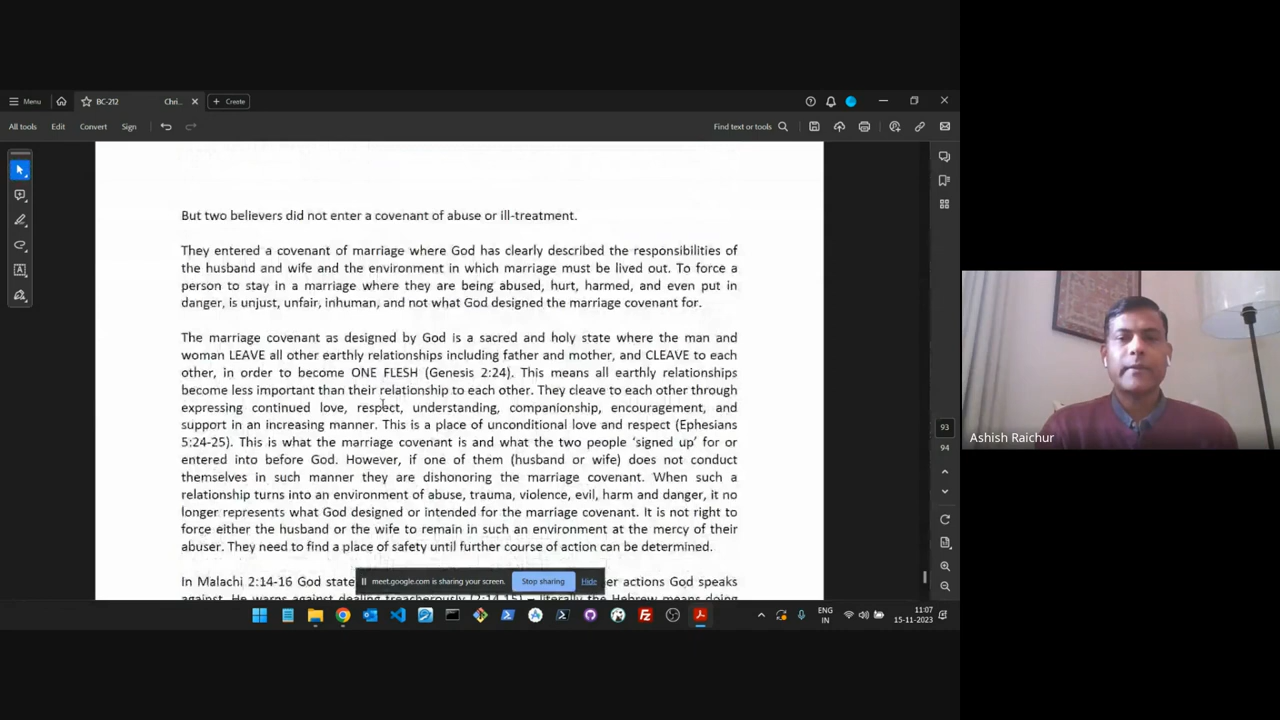 Menu
BC-212
Chri...
Create
All tools
Edit
Convert
Sign
Find text or tools
But two believers did not enter a covenant of abuse or ill-treatment.
They entered a covenant of marriage where God has clearly described the responsibilities of
the husband and wife and the environment in which marriage must be lived out. To force a
person to stay in a marriage where they are being abused, hurt, harmed, and even put in
danger, is unjust, unfair, inhuman, and not what God designed the marriage covenant for.
The marriage covenant as designed by God is a sacred and holy state where the man and
woman LEAVE all other earthly relationships including father and mother, and CLEAVE to each
other, in order to become ONE FLESH (Genesis 2:24). This means all earthly relationships
become less important than their relationship to each other. They cleave to each other through
expressing continued love, respect, understanding, companionship, encouragement, and
support in an increasing manner. This is a place of unconditional love and respect (Ephesians
5:24-25). This is what the marriage covenant is and what the two people ‘signed up’ for or
entered into before God. However, if one of them (husband or wife) does not conduct
themselves in such manner they are dishonoring the marriage covenant. When such a
relationship turns into an environment of abuse, trauma, violence, evil, harm and danger, it no
longer represents what God designed or intended for the marriage covenant. It is not right to
force either the husband or the wife to remain in such an environment at the mercy of their
abuser. They need to find a place of safety until further course of action can be determined.
In Malachi 2:14-16 God state
er actions God speaks
against. He warns against dealing treacherously (2:14,15) – literally the Hebrew means doing
meet.google.com is sharing your screen.
Stop sharing
Hide
93
94
ENG
IN
11:07
15-11-2023
Ashish Raichur